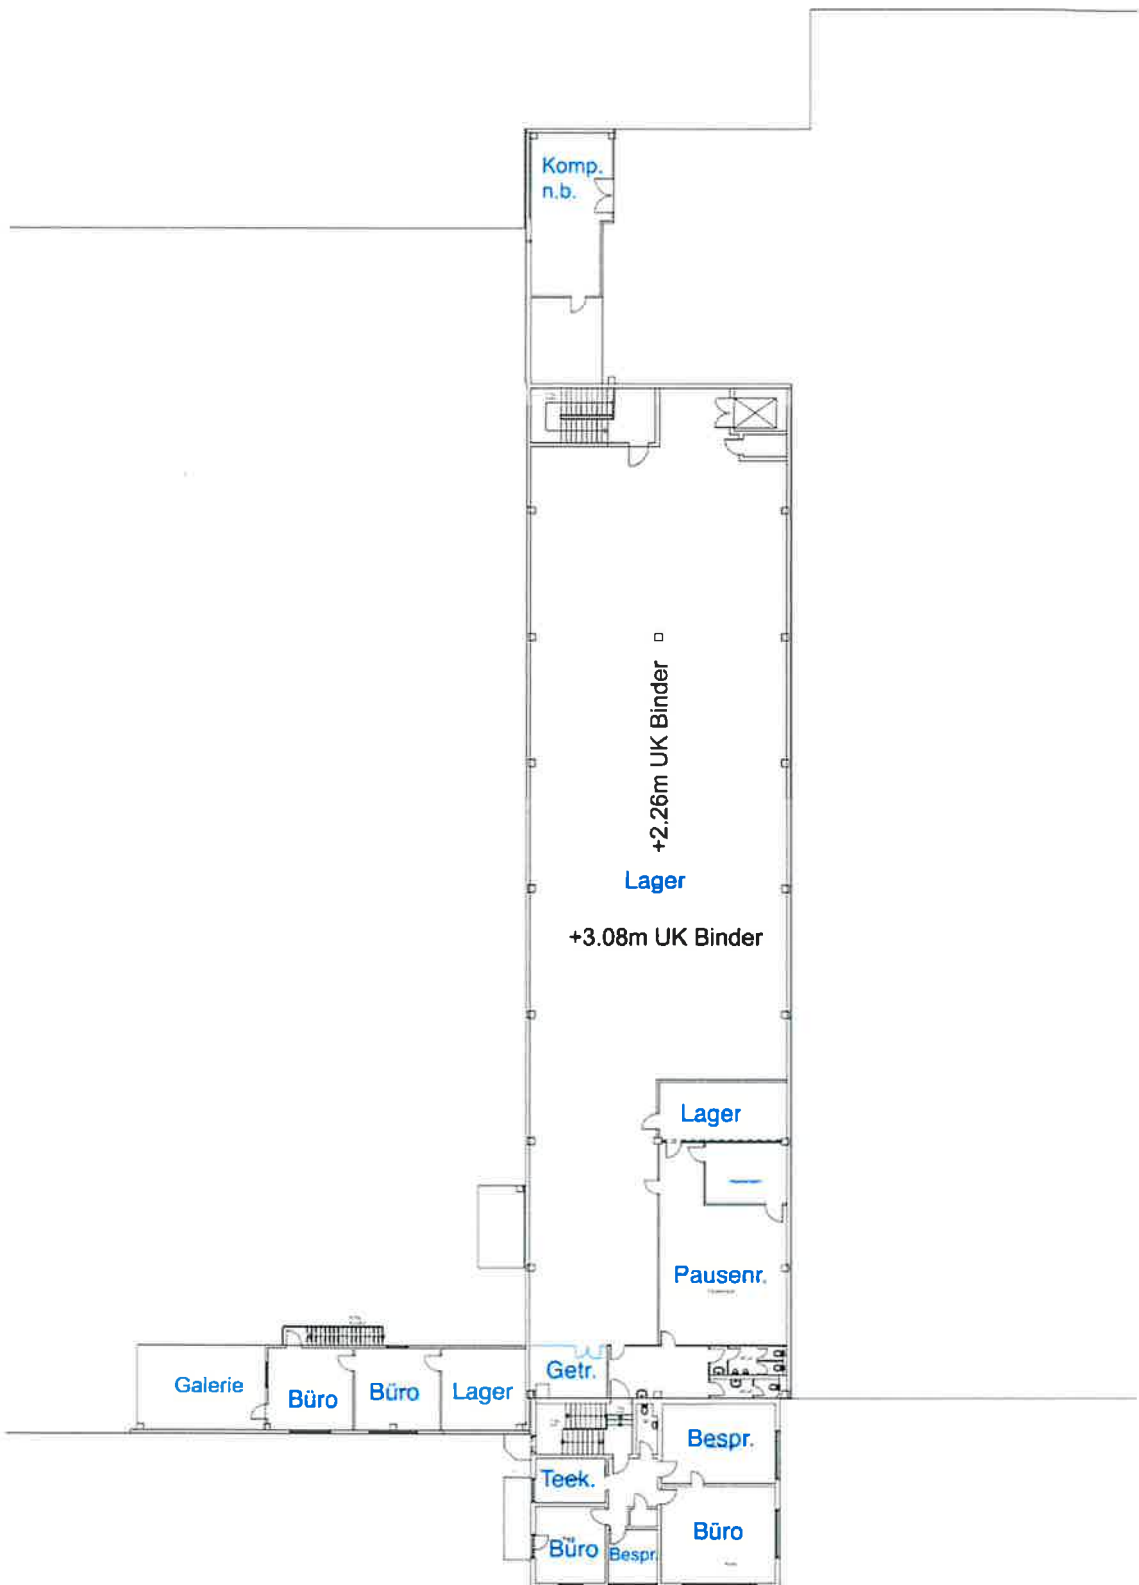 Komp.
n.b.
+2.26m UK Binder
Lager
+3.08m UK Binder
Lager
Pausenr.
Galerie
Büro
Büro
Lager
Getr.
Bespr.
Teek.
Büro
Bespr.
Büro